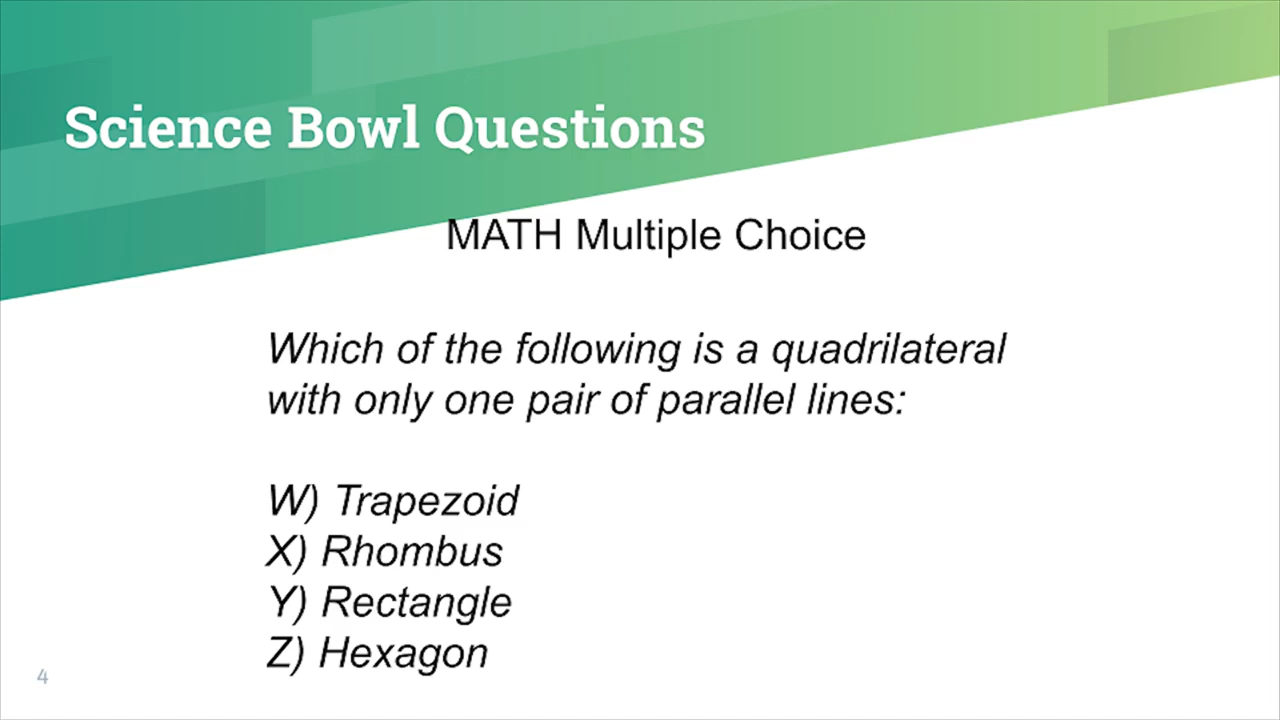 Science Bowl Questions
MATH Multiple Choice
Which of the following is a quadrilateral
with only one pair of parallel lines:
W) Trapezoid
X) Rhombus
Y) Rectangle
Z) Hexagon
4